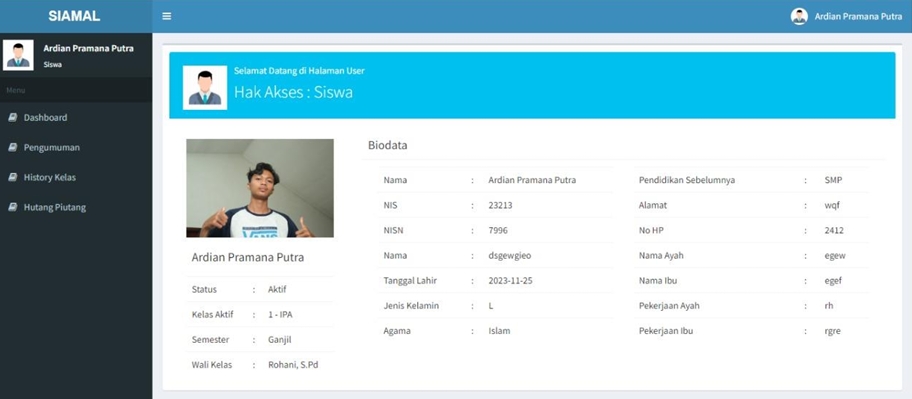 SIAMAL
Ardian Pramana Putra
Ardian Pramana Putra
Siswa
Menu
Dashboard
Pengumuman
History Kelas
Hutang Piutang
Selamat Datang di Halaman User
Hak Akses : Siswa
VANS
Ardian Pramana Putra
Status : Aktif
Kelas Aktif : 1 - IPA
Semester : Ganjil
Wali Kelas : Rohani, S.Pd
Biodata
Nama : Ardian Pramana Putra
NIS : 23213
NISN : 7996
Nama : dsgewgieo
Tanggal Lahir : 2023-11-25
Jenis Kelamin : L
Agama : Islam
Pendidikan Sebelumnya : SMP
Alamat : wqf
No HP : 2412
Nama Ayah : egew
Nama Ibu : egef
Pekerjaan Ayah : rh
Pekerjaan Ibu : rgre